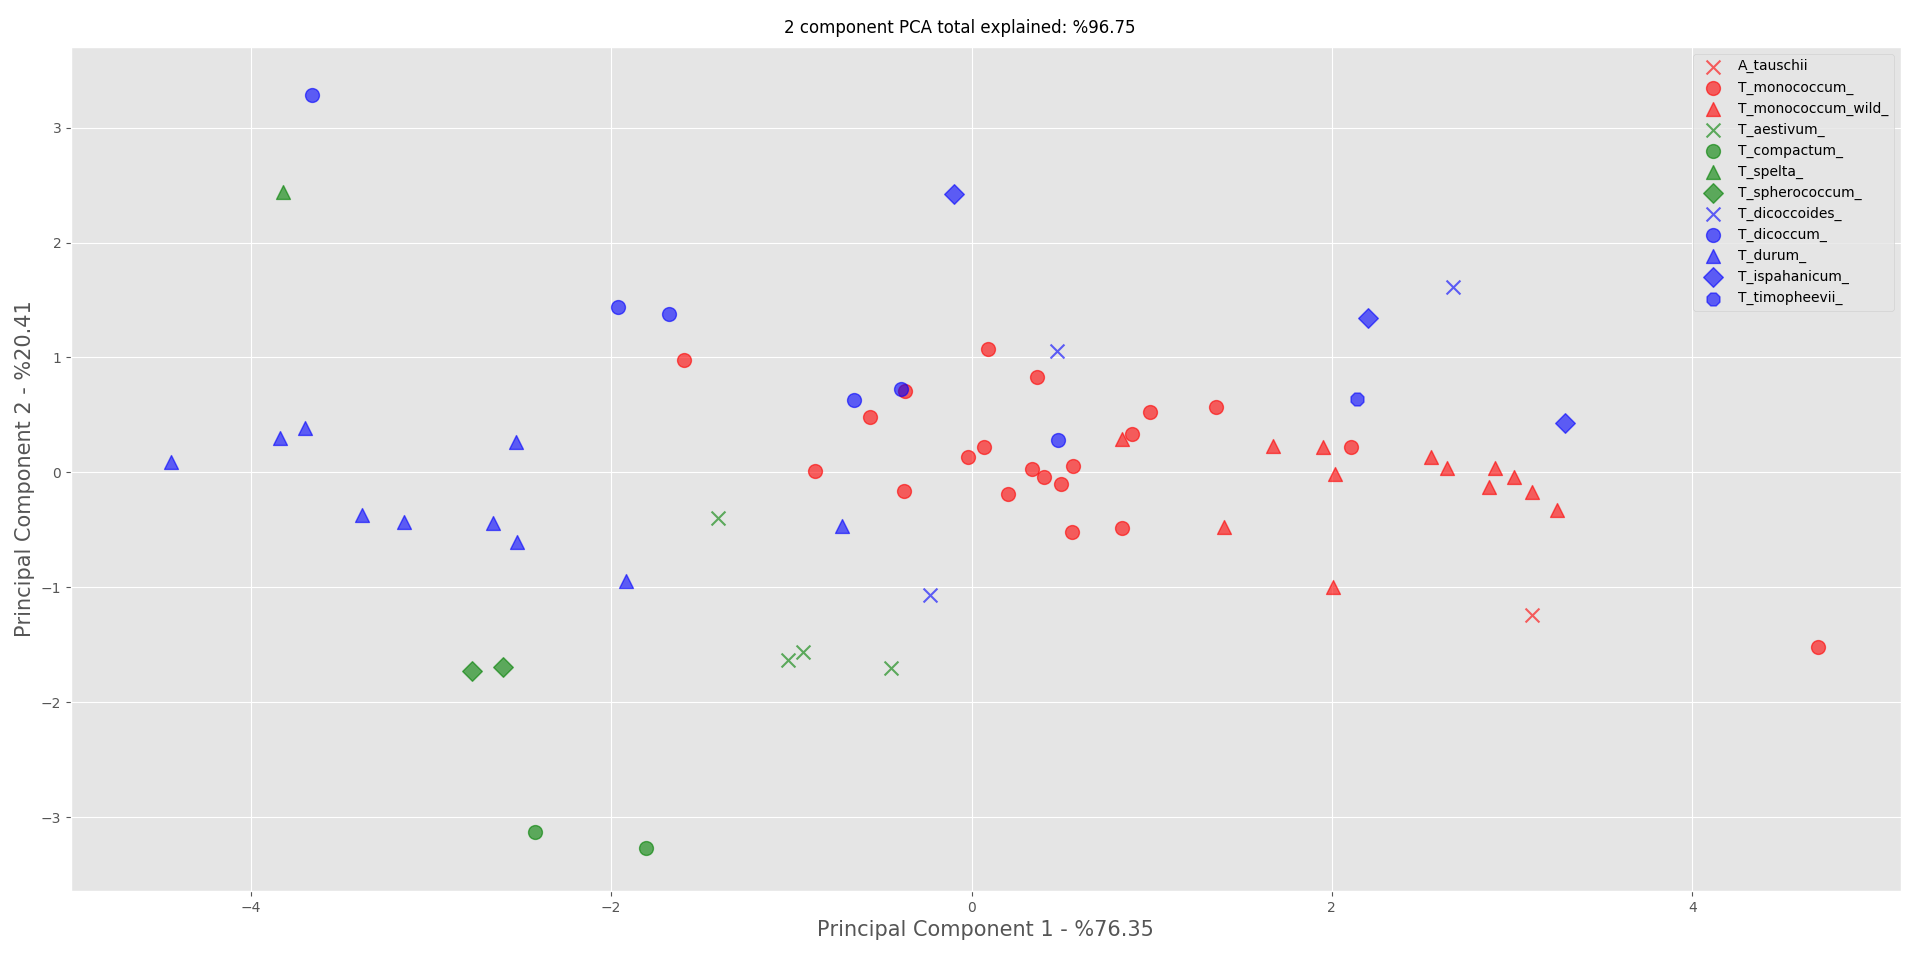 2 component PCA total explained: %96.75
A_tauschii
T_monococcum_
T_monococcum_wild_
T_aestivum_
T_compactum_
T_spelta_
T_spherococcum_
T_dicoccoides_
T_dicoccum_
T_durum_
T_ispahanicum_
T_timopheevii_
Principal Component 2 - %20.41
3
2
1
0
−1
−2
−3
−4
−2
0
2
4
Principal Component 1 - %76.35